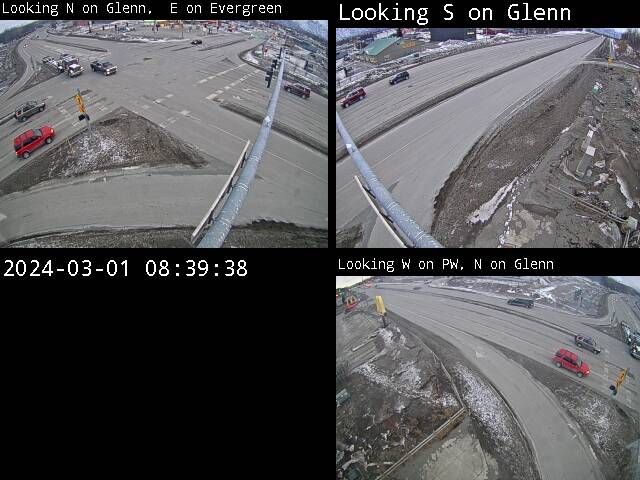 Looking N on Glenn,  E on Evergreen
Looking S on Glenn
2024-03-01 08:39:38
Looking W on PW, N on Glenn